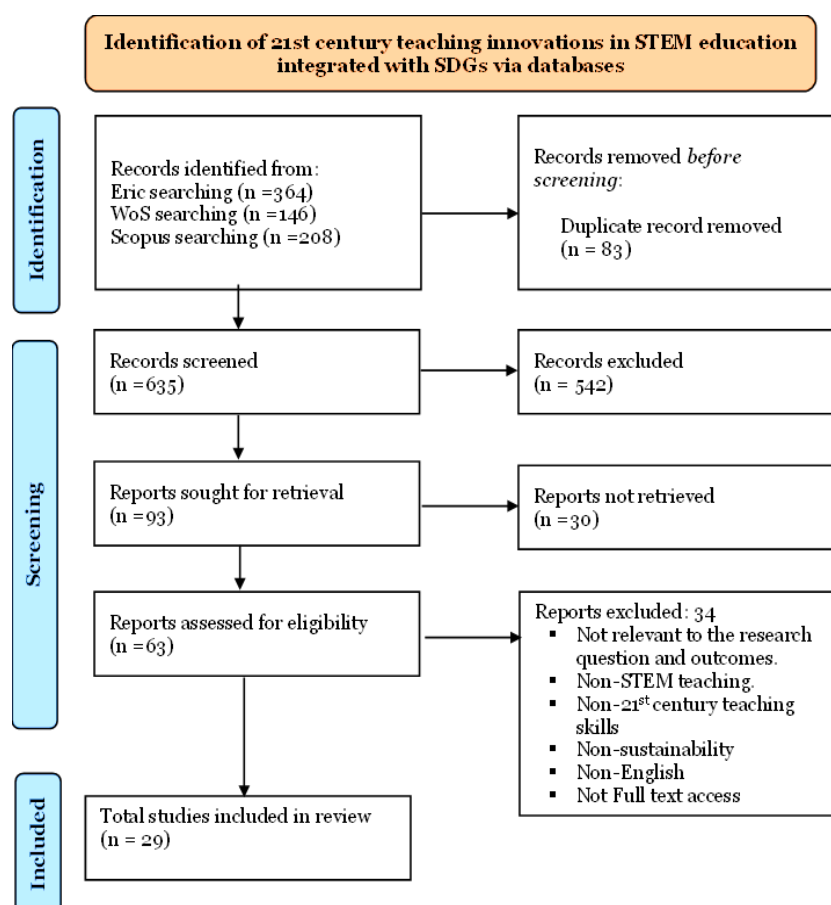 Identification of 21st century teaching innovations in STEM education
integrated with SDGs via databases
Identification
Records identified from:
Eric searching (n =364)
WoS searching (n =146)
Scopus searching (n =208)
Records removed before
screening:
Duplicate record removed
(n = 83)
Screening
Records screened
(n =635)
Records excluded
(n = 542)
Reports sought for retrieval
(n =93)
Reports not retrieved
(n =30)
Reports assessed for eligibility
(n =63)
Reports excluded: 34
▪ Not relevant to the research
question and outcomes.
▪ Non-STEM teaching.
▪ Non-21st century teaching
skills
▪ Non-sustainability
▪ Non-English
▪ Not Full text access
Included
Total studies included in review
(n = 29)